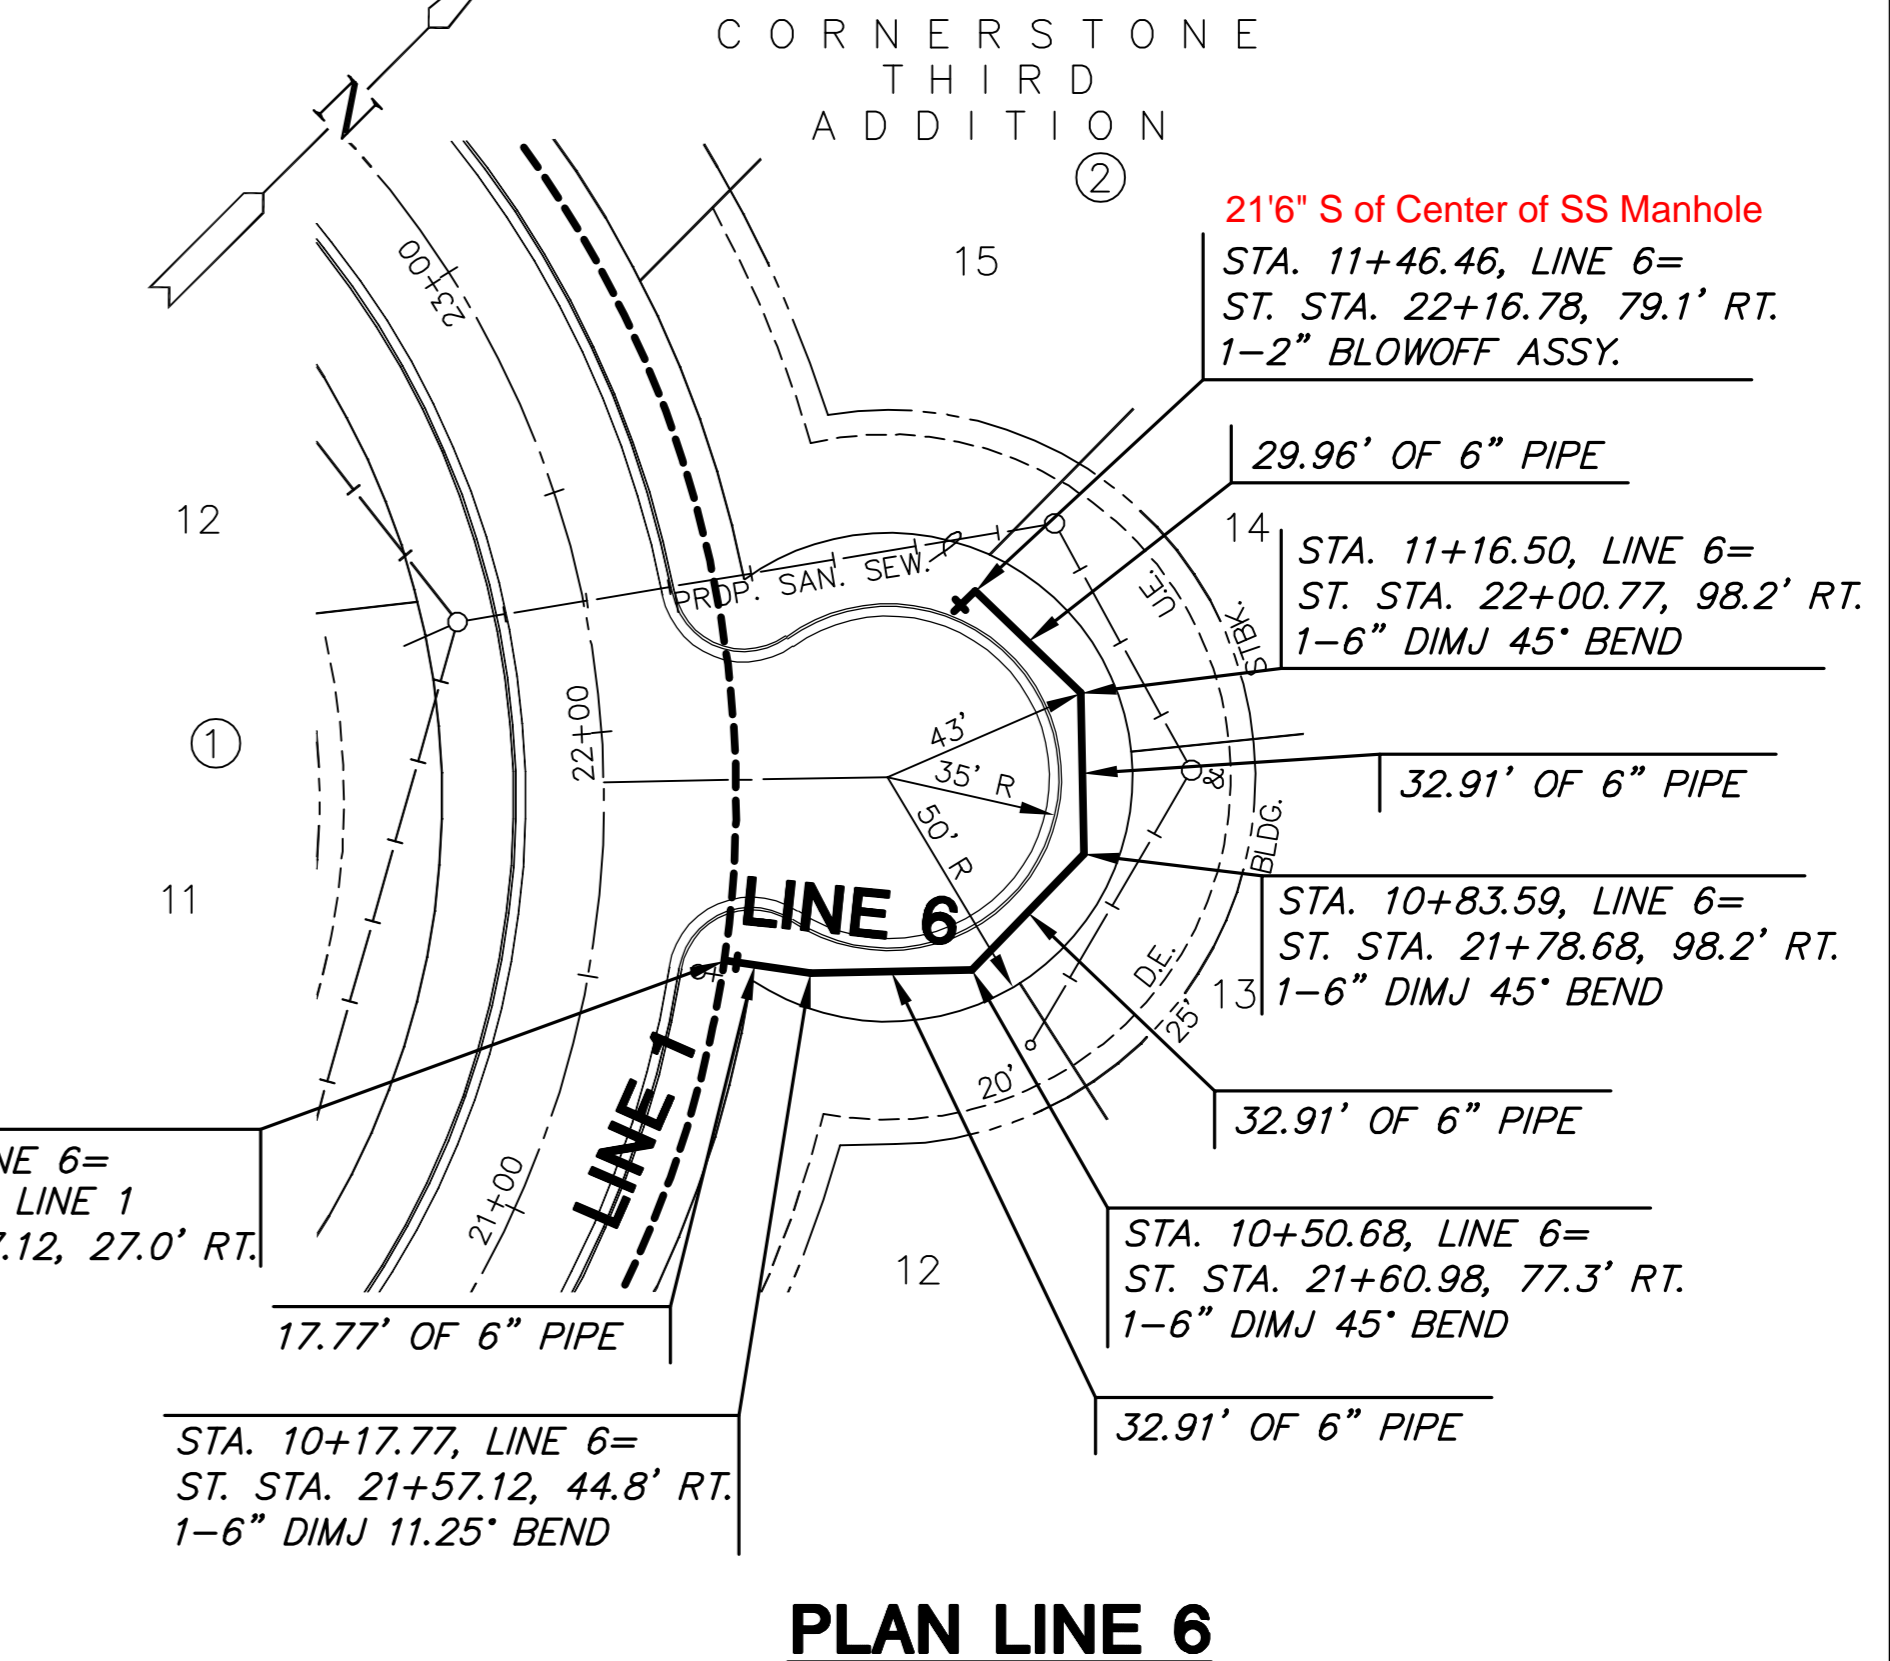 CORNERSTONE
THIRD
ADDITION
2
N
21'6" S of Center of SS Manhole
STA. 11+46.46, LINE 6=
ST. STA. 22+16.78, 79.1' RT.
1-2" BLOWOFF ASSY.
15
23+00
29.96' OF 6" PIPE
12
14
STA. 11+16.50, LINE 6=
ST. STA. 22+00.77, 98.2' RT.
1-6" DIMJ 45° BEND
PROP. SAN. SEW.
U.E.
STBK.
&
BLDG.
1
22+00
43'
35' R
50' R
32.91' OF 6" PIPE
11
LINE 6
STA. 10+83.59, LINE 6=
ST. STA. 21+78.68, 98.2' RT.
1-6" DIMJ 45° BEND
D.E.
13
25'
20'
LINE 1
32.91' OF 6" PIPE
NE 6=
LINE 1
7.12, 27.0' RT.
21+00
12
STA. 10+50.68, LINE 6=
ST. STA. 21+60.98, 77.3' RT.
1-6" DIMJ 45° BEND
17.77' OF 6" PIPE
32.91' OF 6" PIPE
STA. 10+17.77, LINE 6=
ST. STA. 21+57.12, 44.8' RT.
1-6" DIMJ 11.25° BEND
PLAN LINE 6